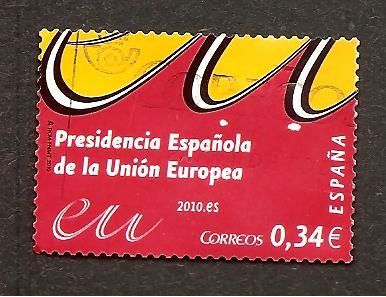 Presidencia Española
de la Unión Europea
eu
2010.es
CORREOS 0,34 €
ESPAÑA